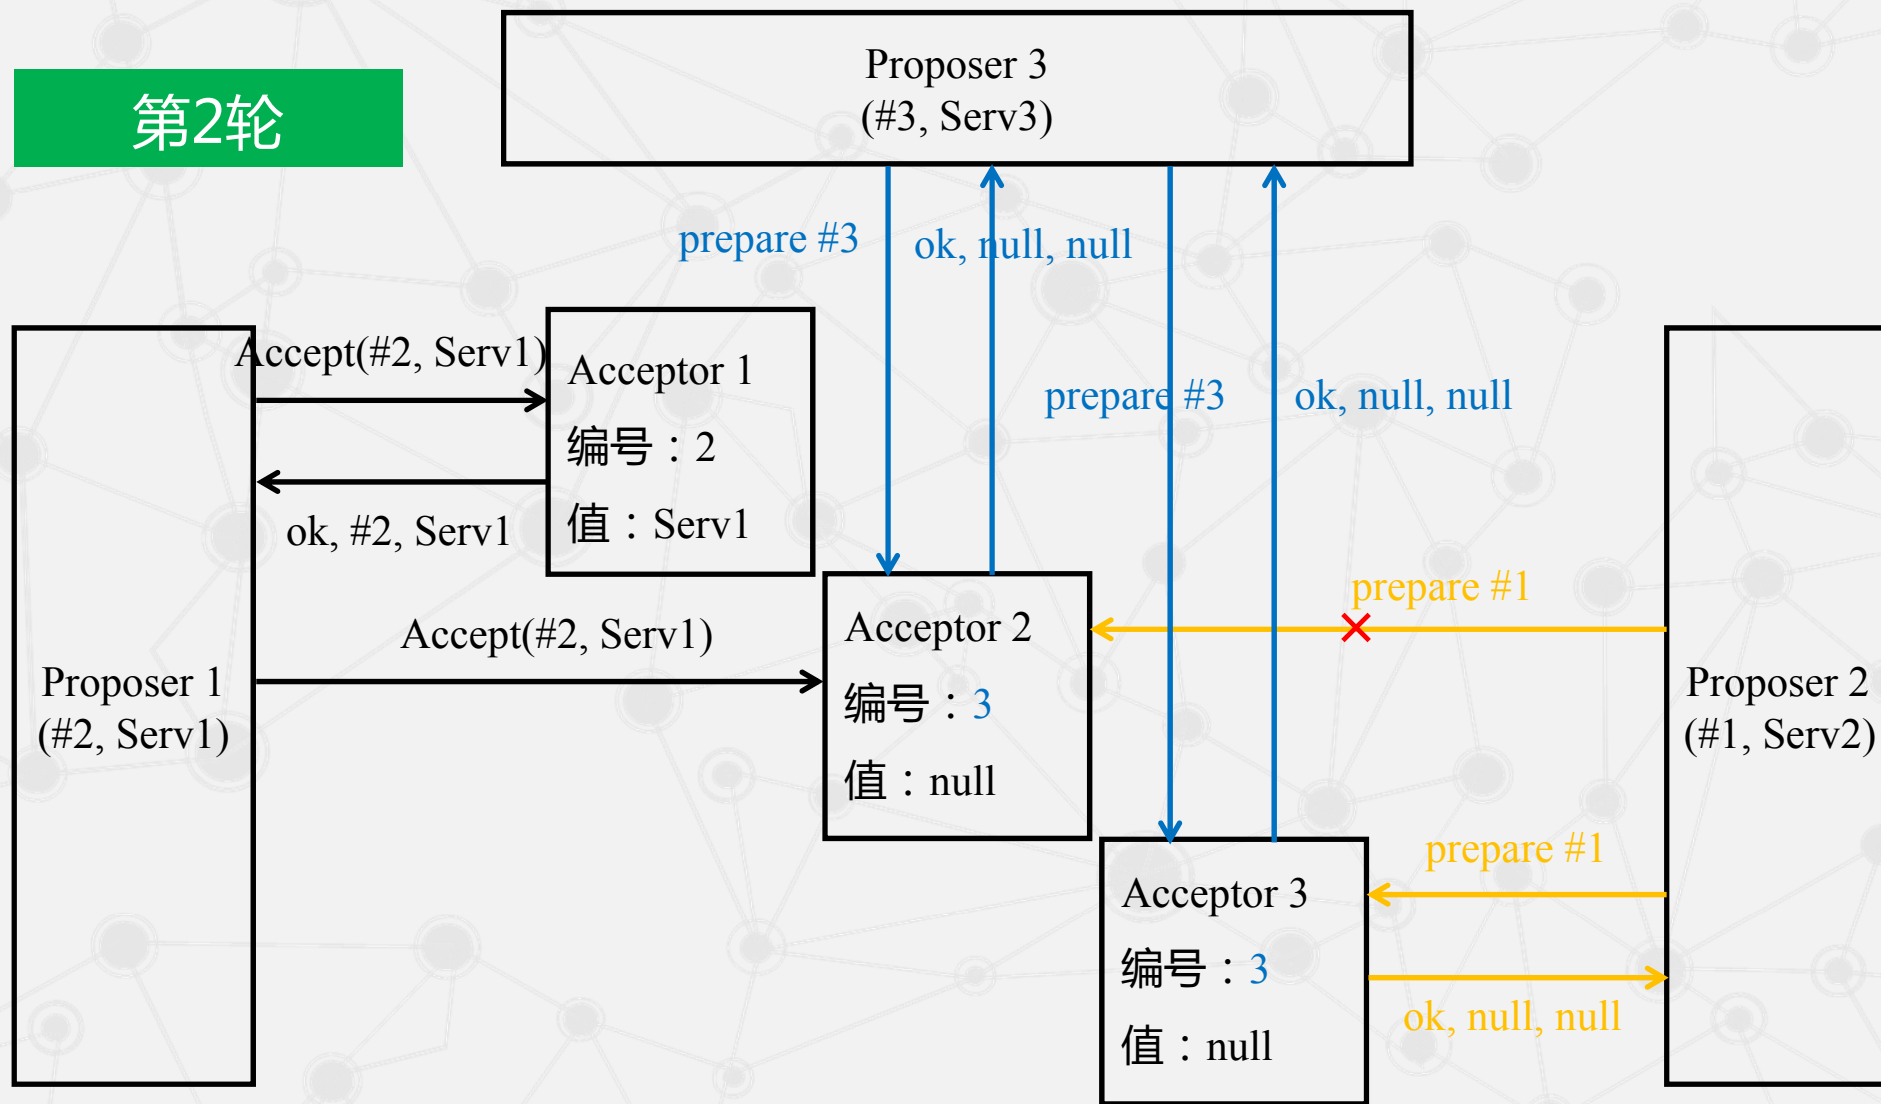 第2轮
Proposer 3
(#3, Serv3)
prepare #3
ok, null, null
prepare #3
ok, null, null
Accept(#2, Serv1)
ok, #2, Serv1
Acceptor 1
编号：2
值：Serv1
Accept(#2, Serv1)
Proposer 1
(#2, Serv1)
Acceptor 2
编号：3
值：null
prepare #1
Proposer 2
(#1, Serv2)
prepare #1
ok, null, null
Acceptor 3
编号：3
值：null